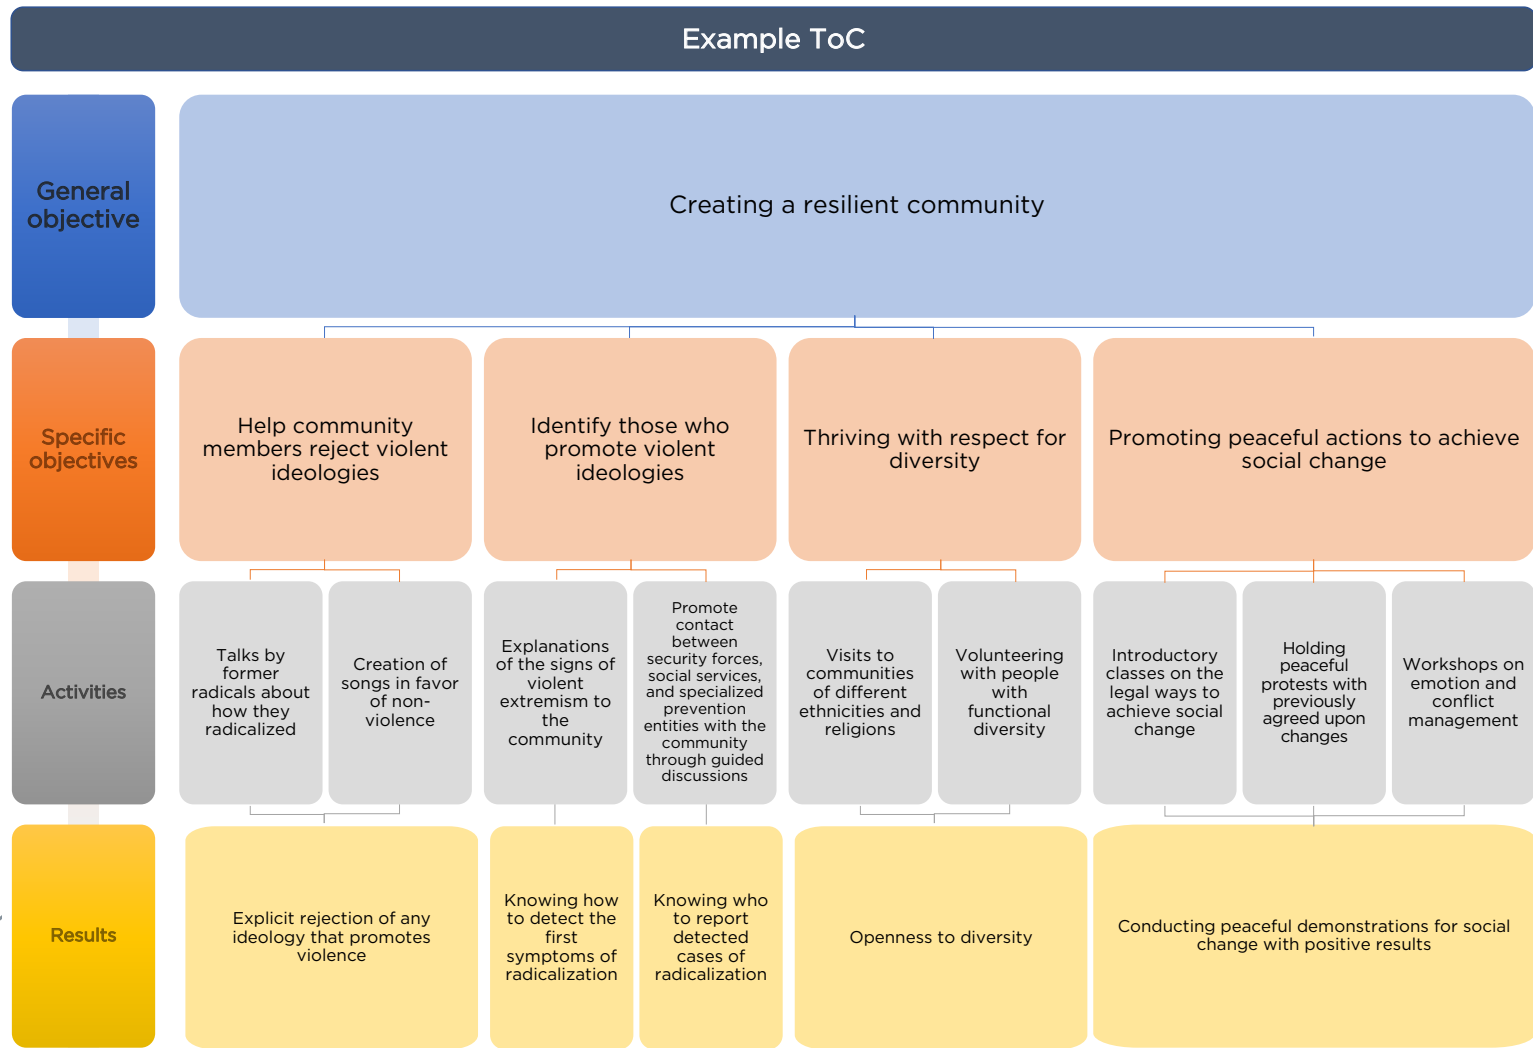 Example ToC
General
objective
Creating a resilient community
Specific
objectives
Help community
members reject violent
ideologies
Identify those who
promote violent
ideologies
Thriving with respect for
diversity
Promoting peaceful actions to achieve
social change
Activities
Talks by
former
radicals about
how they
radicalized
Creation of
songs in favor
of non-
violence
Explanations
of the signs of
violent
extremism to
the
community
Promote
contact
between
security forces,
social services,
and specialized
prevention
entities with the
community
through guided
discussions
Visits to
communities
of different
ethnicities and
religions
Volunteering
with people
with
functional
diversity
Introductory
classes on the
legal ways to
achieve social
change
Holding
peaceful
protests with
previously
agreed upon
changes
Workshops on
emotion and
conflict
management
Results
Explicit rejection of any
ideology that promotes
violence
Knowing how
to detect the
first
symptoms of
radicalization
Knowing who
to report
detected
cases of
radicalization
Openness to diversity
Conducting peaceful demonstrations for social
change with positive results